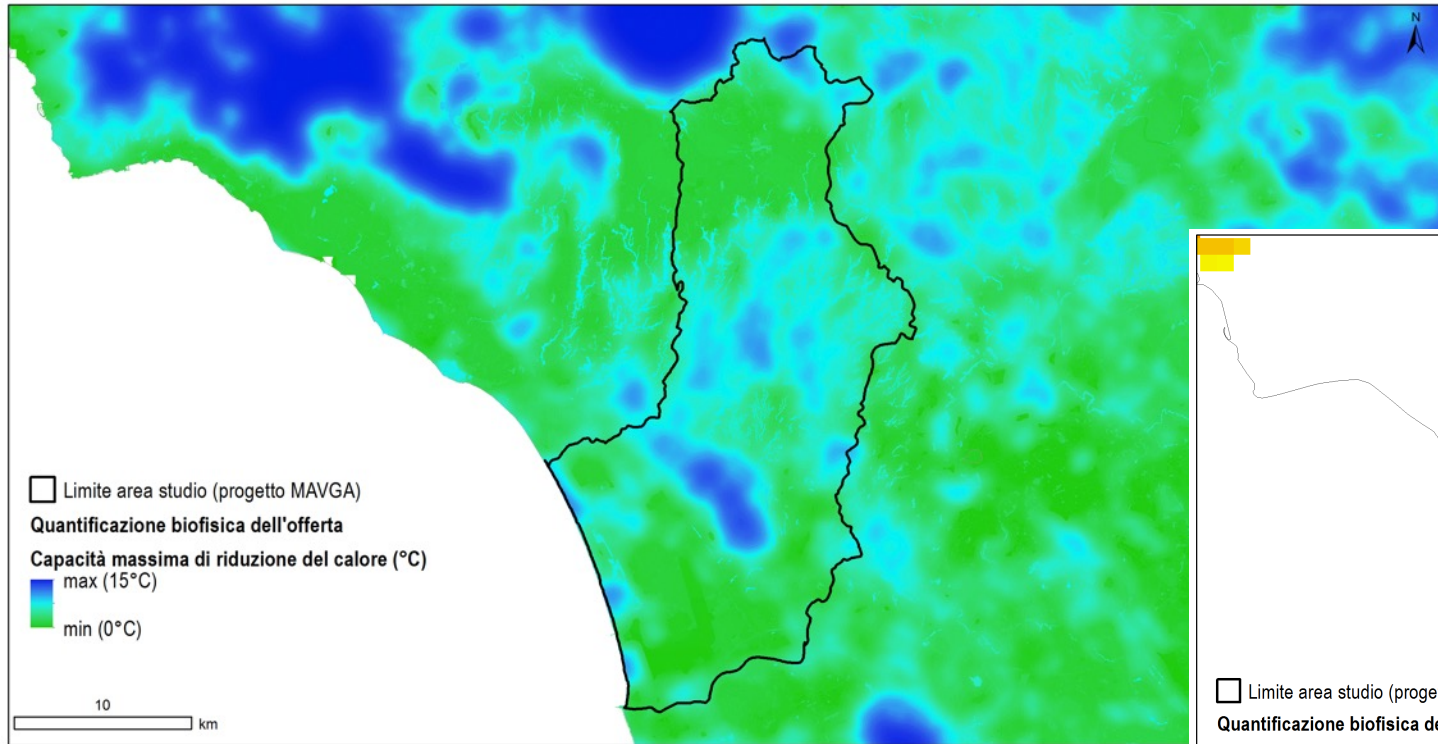 N
Limite area studio (progetto MAVGA)
Quantificazione biofisica dell'offerta
Capacità massima di riduzione del calore (°C)
max (15°C)
min (0°C)
10
km
Limite area studio (proge
Quantificazione biofisica de